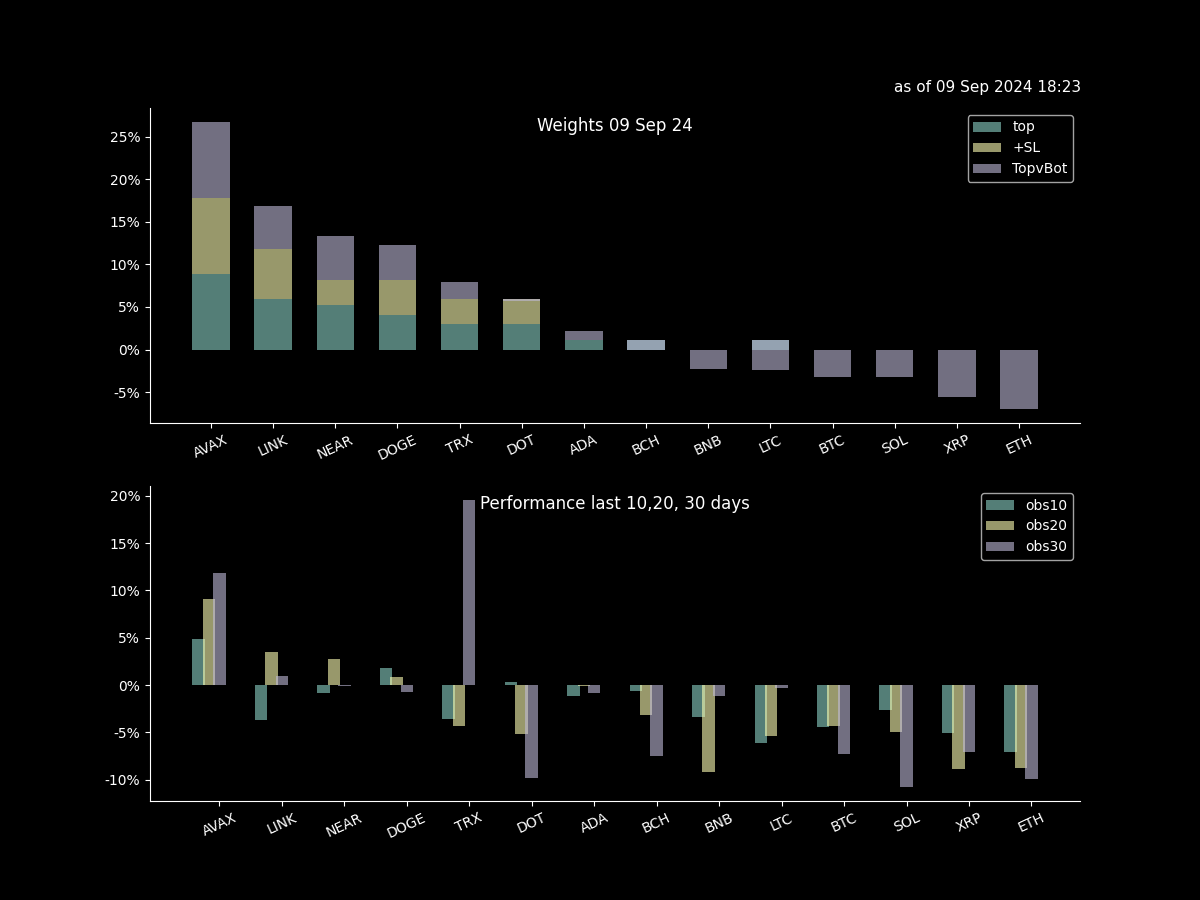 as of 09 Sep 2024 18:23
Weights 09 Sep 24
top
+SL
TopvBot
25%
20%
15%
10%
5%
0%
-5%
AVAX LINK NEAR DOGE TRX DOT ADA BCH BNB LTC BTC SOL XRP ETH
Performance last 10,20, 30 days
obs10
obs20
obs30
20%
15%
10%
5%
0%
-5%
-10%
AVAX LINK NEAR DOGE TRX DOT ADA BCH BNB LTC BTC SOL XRP ETH